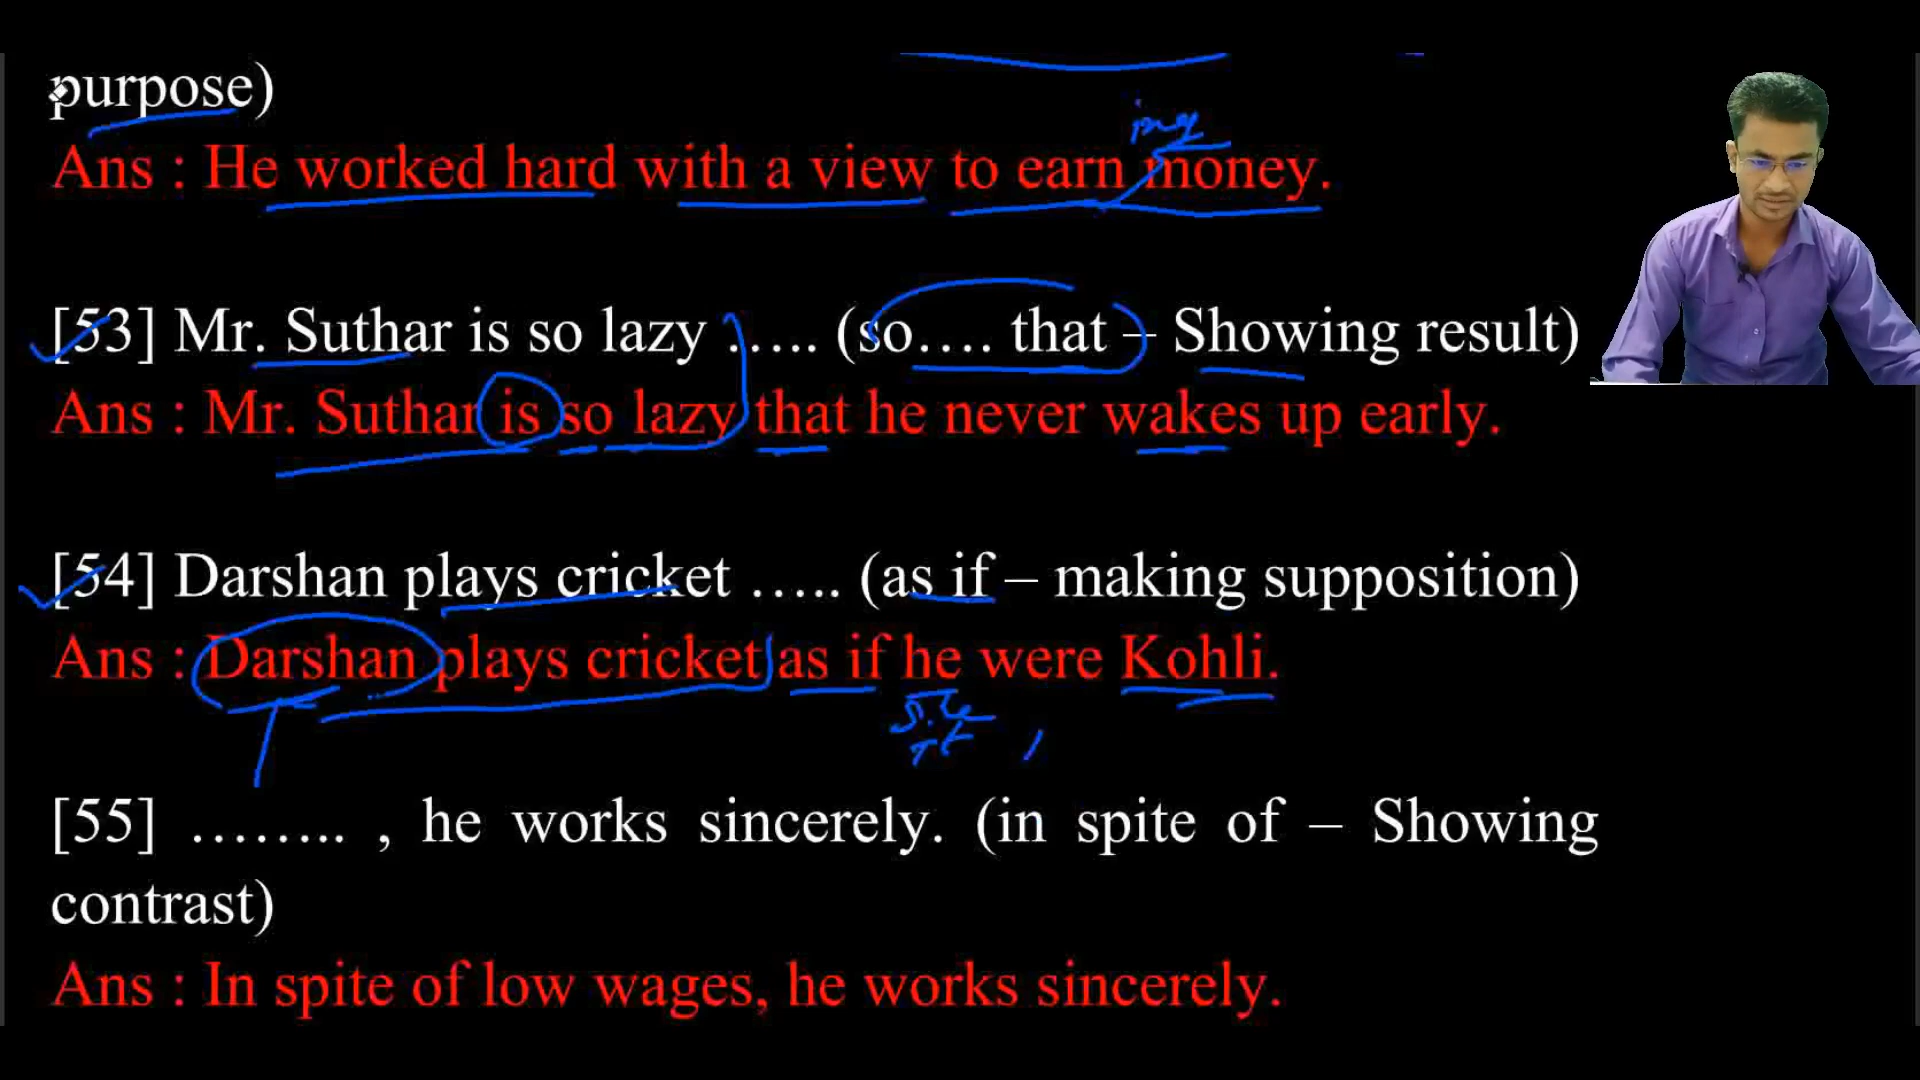 purpose)
ing
Ans : He worked hard with a view to earn money.
[53] Mr. Suthar is so lazy ..... (so.... that – Showing result)
Ans : Mr. Suthar is so lazy that he never wakes up early.
[54] Darshan plays cricket ..... (as if – making supposition)
Ans : Darshan plays cricket as if he were Kohli.
[55] …….. , he works sincerely. (in spite of – Showing
contrast)
Ans : In spite of low wages, he works sincerely.